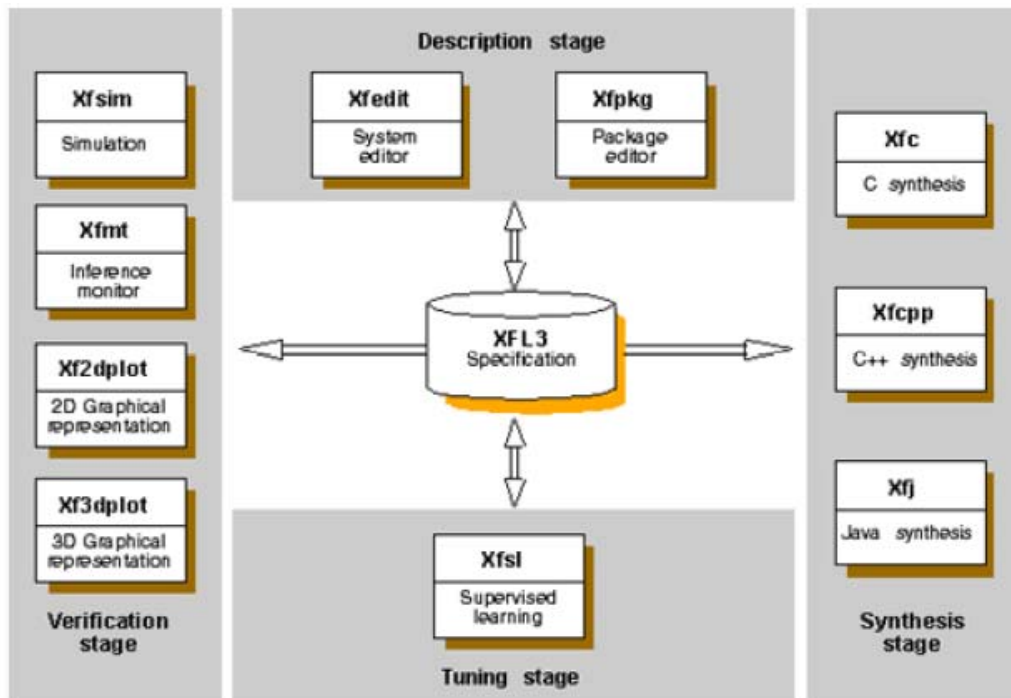 Description stage
Xfsim
Simulation
Xfmt
Inference
monitor
Xf2dplot
2D Graphical
representation
Xf3dplot
3D Graphical
representation
Verification
stage
Xfedit
System
editor
Xfpkg
Package
editor
XFL3
Specification
Xfsl
Supervised
learning
Tuning stage
Xfc
C synthesis
Xfcpp
C++ synthesis
Xfj
Java synthesis
Synthesis
stage